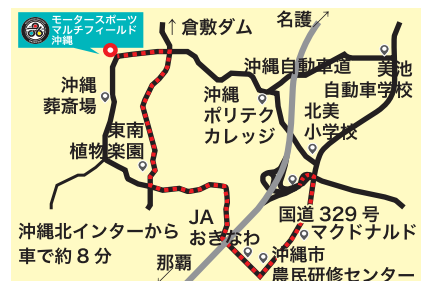 モータースポーツ
マルチフィールド
沖縄
↑倉敷ダム
名護
沖縄自動車道
美池
自動車学校
沖縄
葬斎場
沖縄
ポリテク
カレッジ
北美
小学校
東南
植物楽園
国道329号
マクドナルド
JA
おきなわ
沖縄北インターから
車で約8分
那覇
沖縄市
農民研修センター